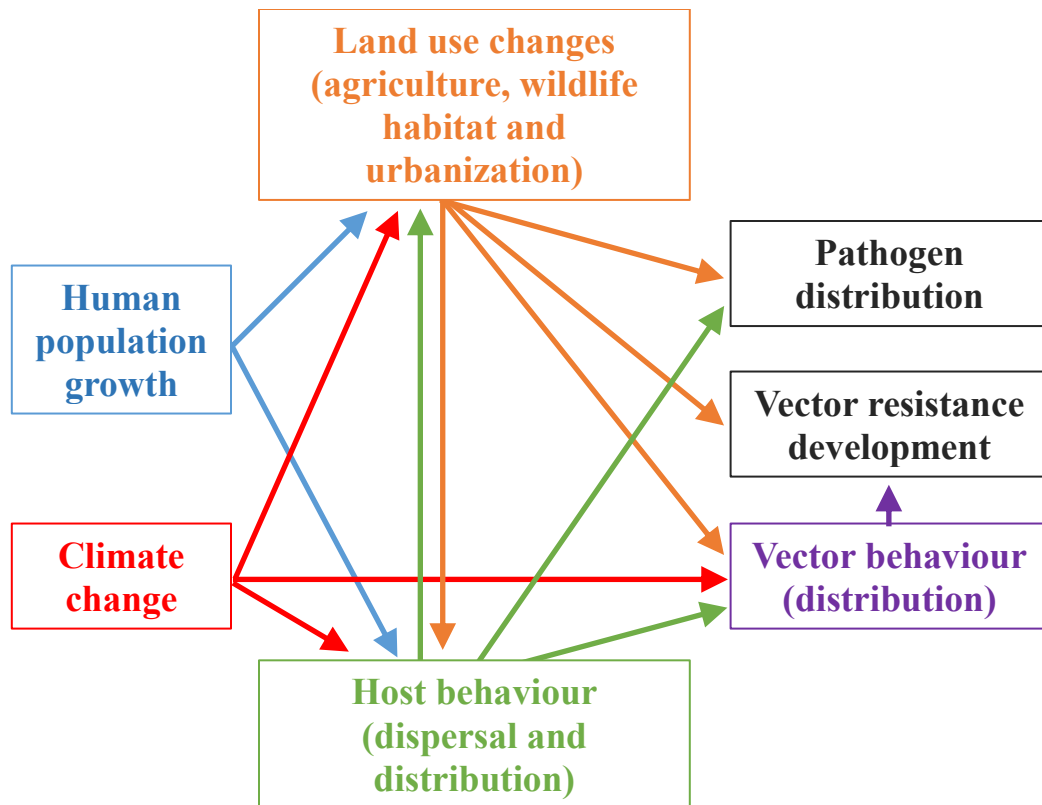 Land use changes
(agriculture, wildlife
habitat and
urbanization)
Human
population
growth
Pathogen
distribution
Vector resistance
development
Climate
change
Vector behaviour
(distribution)
Host behaviour
(dispersal and
distribution)